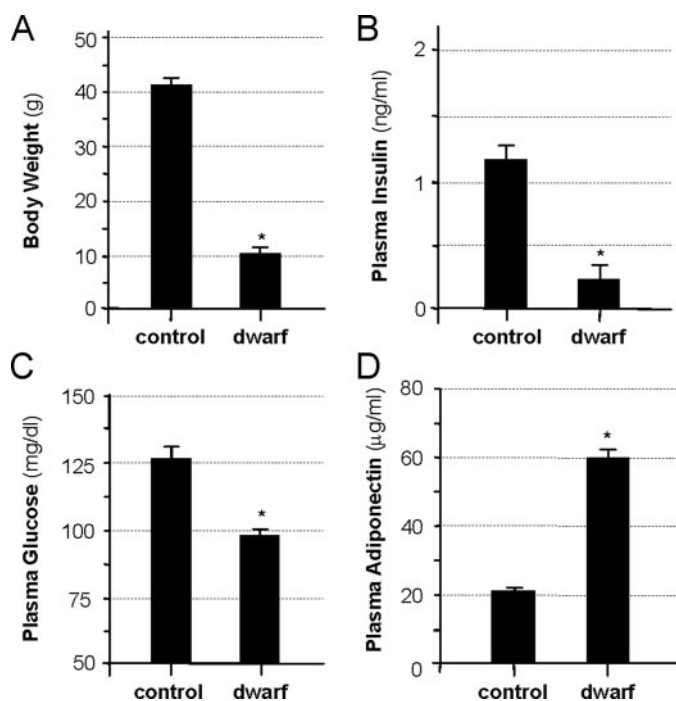 A
Body Weight (g)
50
40
30
20
10
0
*
control dwarf
B
Plasma Insulin (ng/ml)
2
1
0
*
control dwarf
C
Plasma Glucose (mg/dl)
150
125
100
75
50
*
control dwarf
D
Plasma Adiponectin (μg/ml)
80
60
40
20
0
*
control dwarf